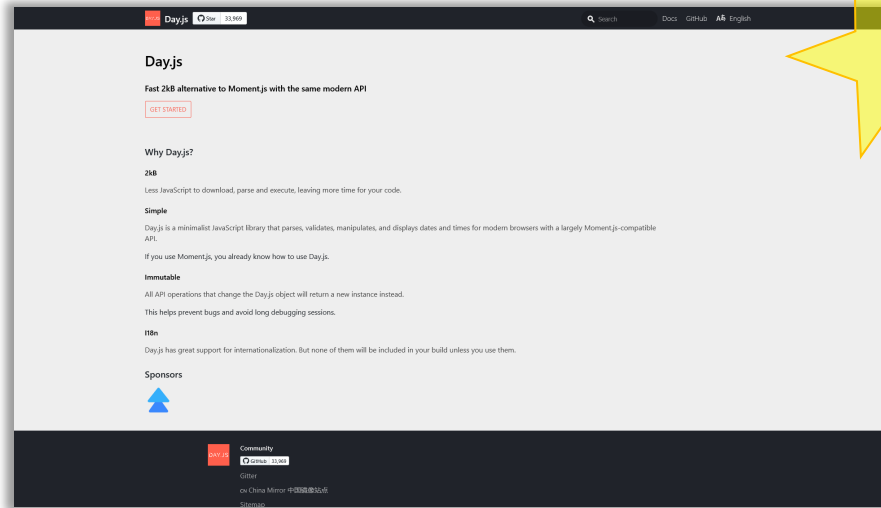 DAY.JS Day.js Star 33,969 Search Docs GitHub English
Day.js
Fast 2kB alternative to Moment.js with the same modern API
GET STARTED
Why Day.js?
2kB
Less JavaScript to download, parse and execute, leaving more time for your code.
Simple
Day.js is a minimalist JavaScript library that parses, validates, manipulates, and displays dates and times for modern browsers with a largely Moment.js-compatible
API.
If you use Moment.js, you already know how to use Day.js.
Immutable
All API operations that change the Day.js object will return a new instance instead.
This helps prevent bugs and avoid long debugging sessions.
I18n
Day.js has great support for internationalization. But none of them will be included in your build unless you use them.
Sponsors
DAY.JS
Community
GitHub 33,969
Gitter
CN China Mirror 中国镜像站点
Sitemap